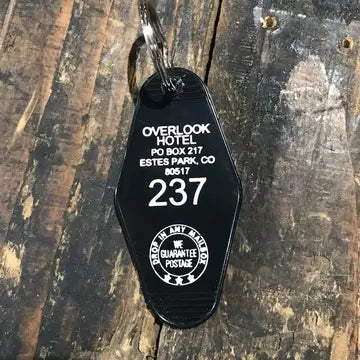 OVERLOOK
HOTEL
PO BOX 217
ESTES PARK, CO
80517
237
DROP IN ANY MAILBOX
WE
GUARANTEE
POSTAGE